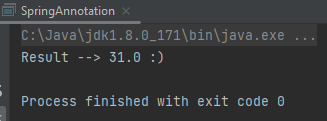 SpringAnnotation
C:\Java\jdk1.8.0_171\bin\java.exe ...
Result --> 31.0 :)
Process finished with exit code 0